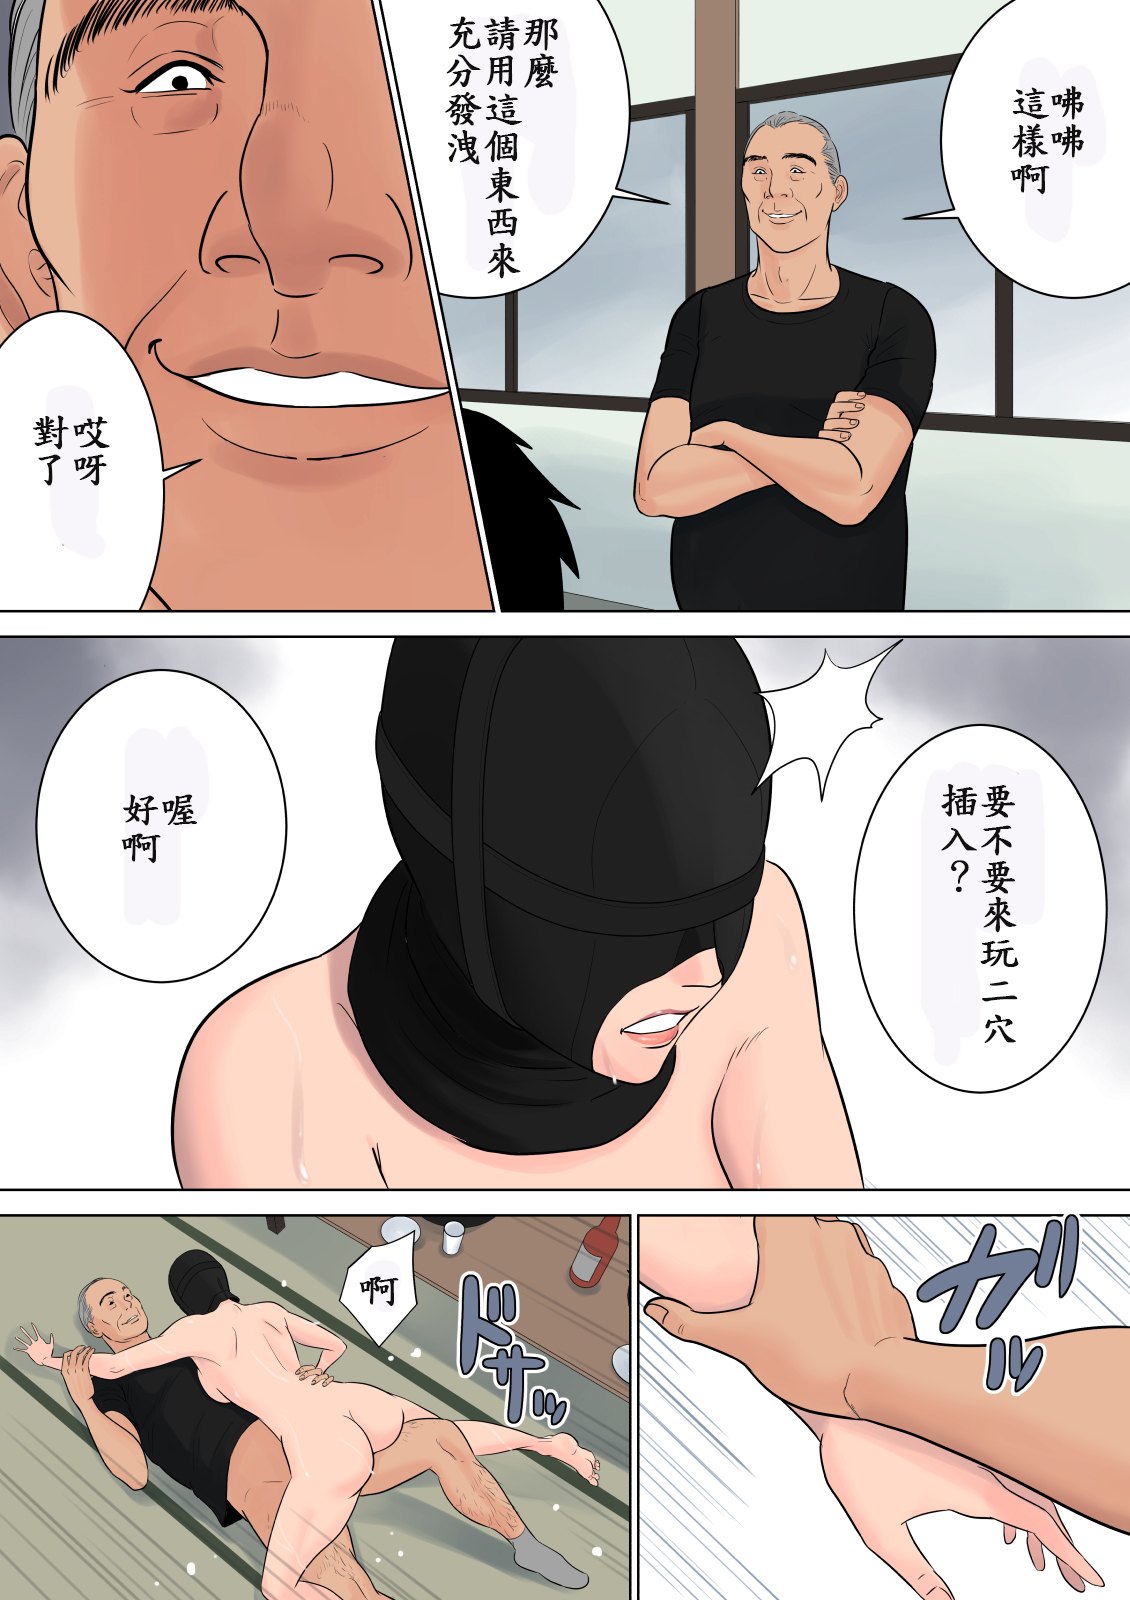 咈咈
這樣啊
那麼
請用這個東西來
充分發洩
哎呀
對了
要不要來玩二穴
插入？
喔
好啊
ガッ
啊
ドサッ